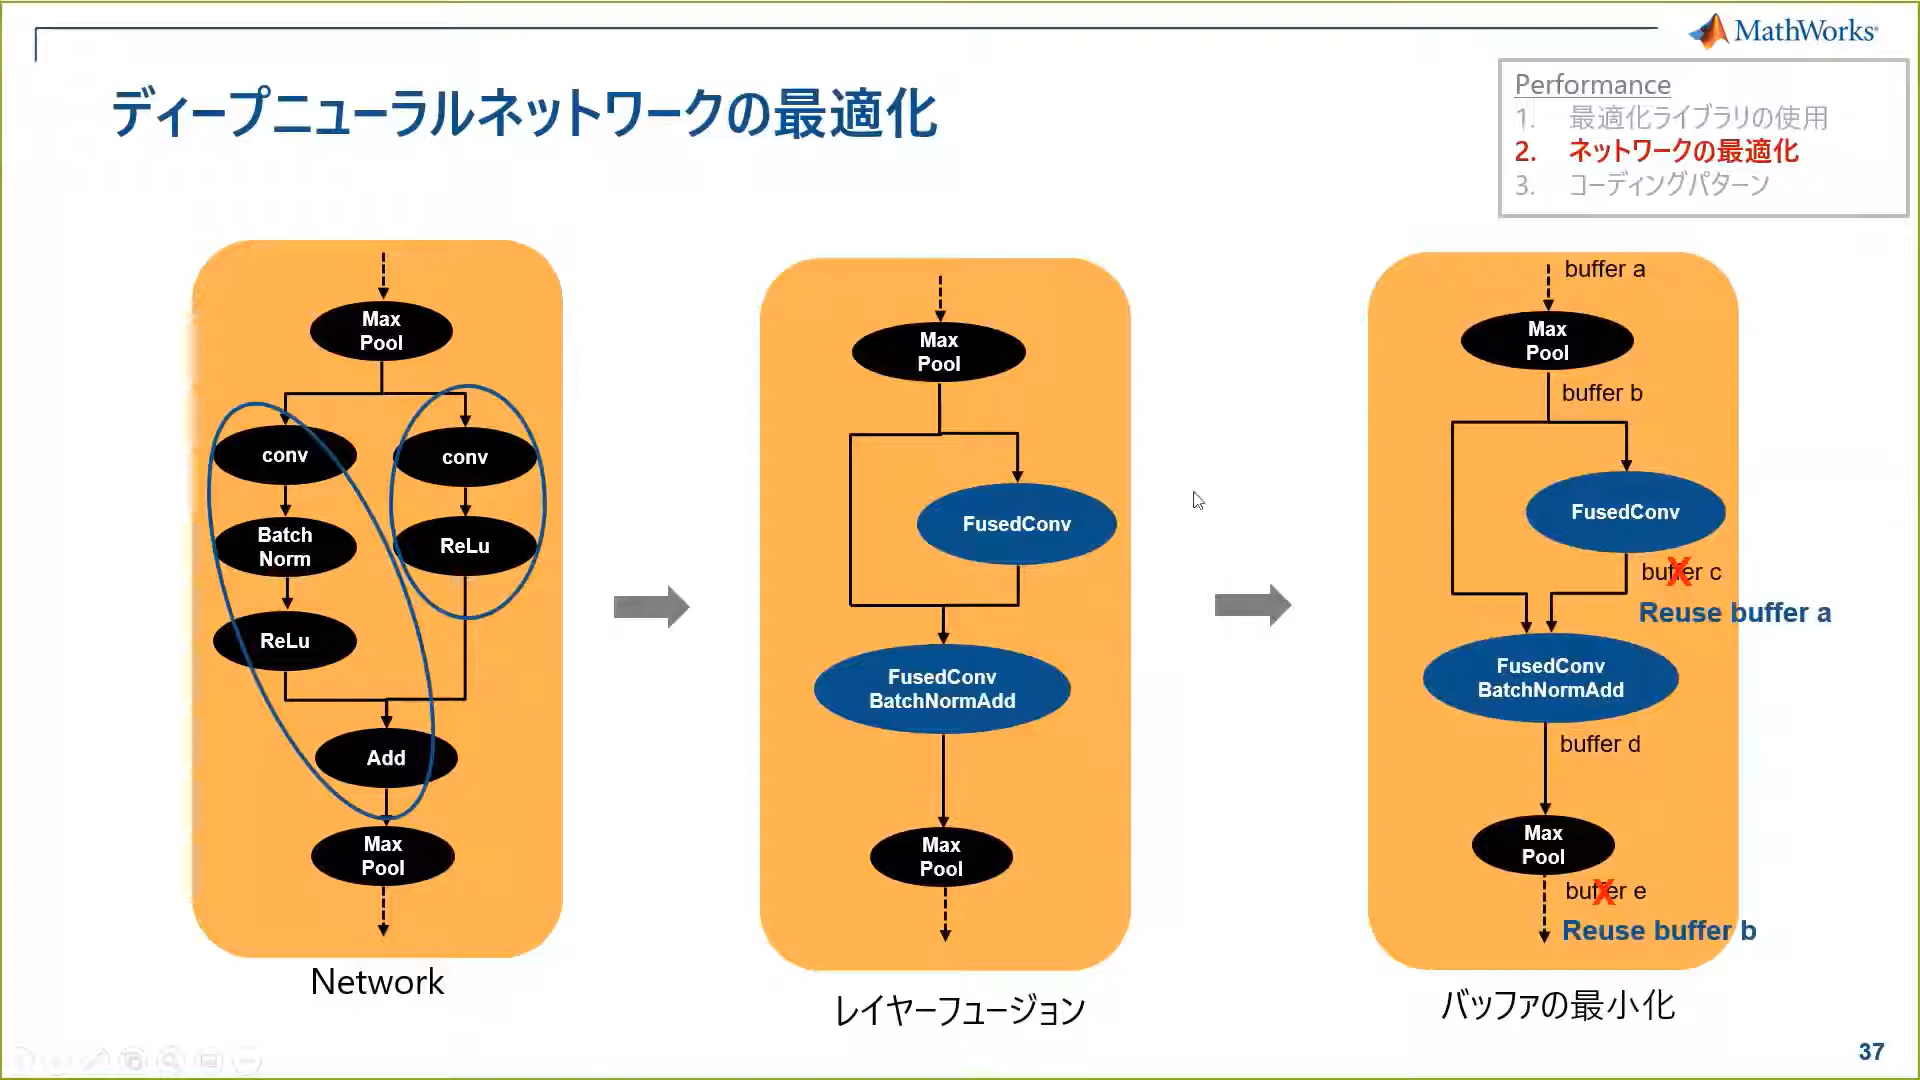 MathWorks
ディープニューラルネットワークの最適化
Performance
1. 最適化ライブラリの使用
2. ネットワークの最適化
3. コーディングパターン
Max
Pool
conv
conv
Batch
Norm
ReLu
ReLu
Add
Max
Pool
Network
Max
Pool
FusedConv
FusedConv
BatchNormAdd
Max
Pool
レイヤーフュージョン
buffer a
Max
Pool
buffer b
FusedConv
buffer c
Reuse buffer a
FusedConv
BatchNormAdd
buffer d
Max
Pool
buffer e
Reuse buffer b
バッファの最小化
37